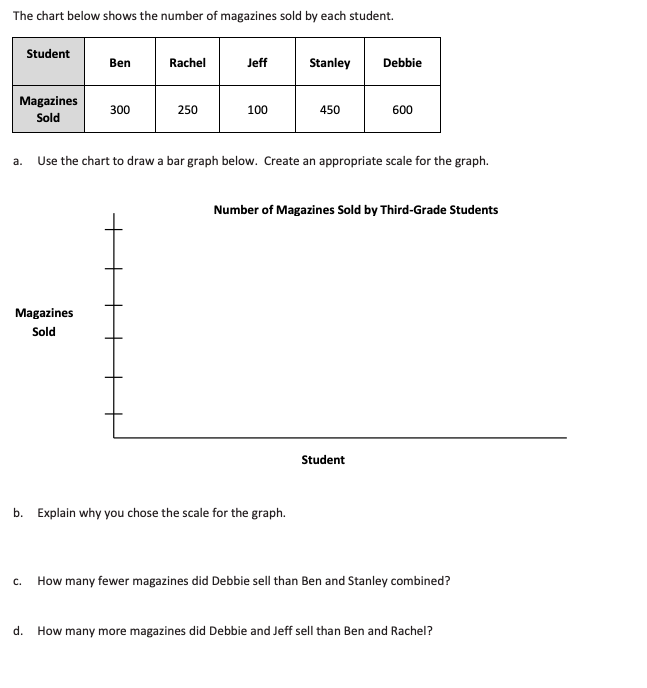 The chart below shows the number of magazines sold by each student.
Student Ben Rachel Jeff Stanley Debbie
Magazines Sold 300 250 100 450 600
a. Use the chart to draw a bar graph below. Create an appropriate scale for the graph.
Number of Magazines Sold by Third-Grade Students
Magazines
Sold
Student
b. Explain why you chose the scale for the graph.
c. How many fewer magazines did Debbie sell than Ben and Stanley combined?
d. How many more magazines did Debbie and Jeff sell than Ben and Rachel?